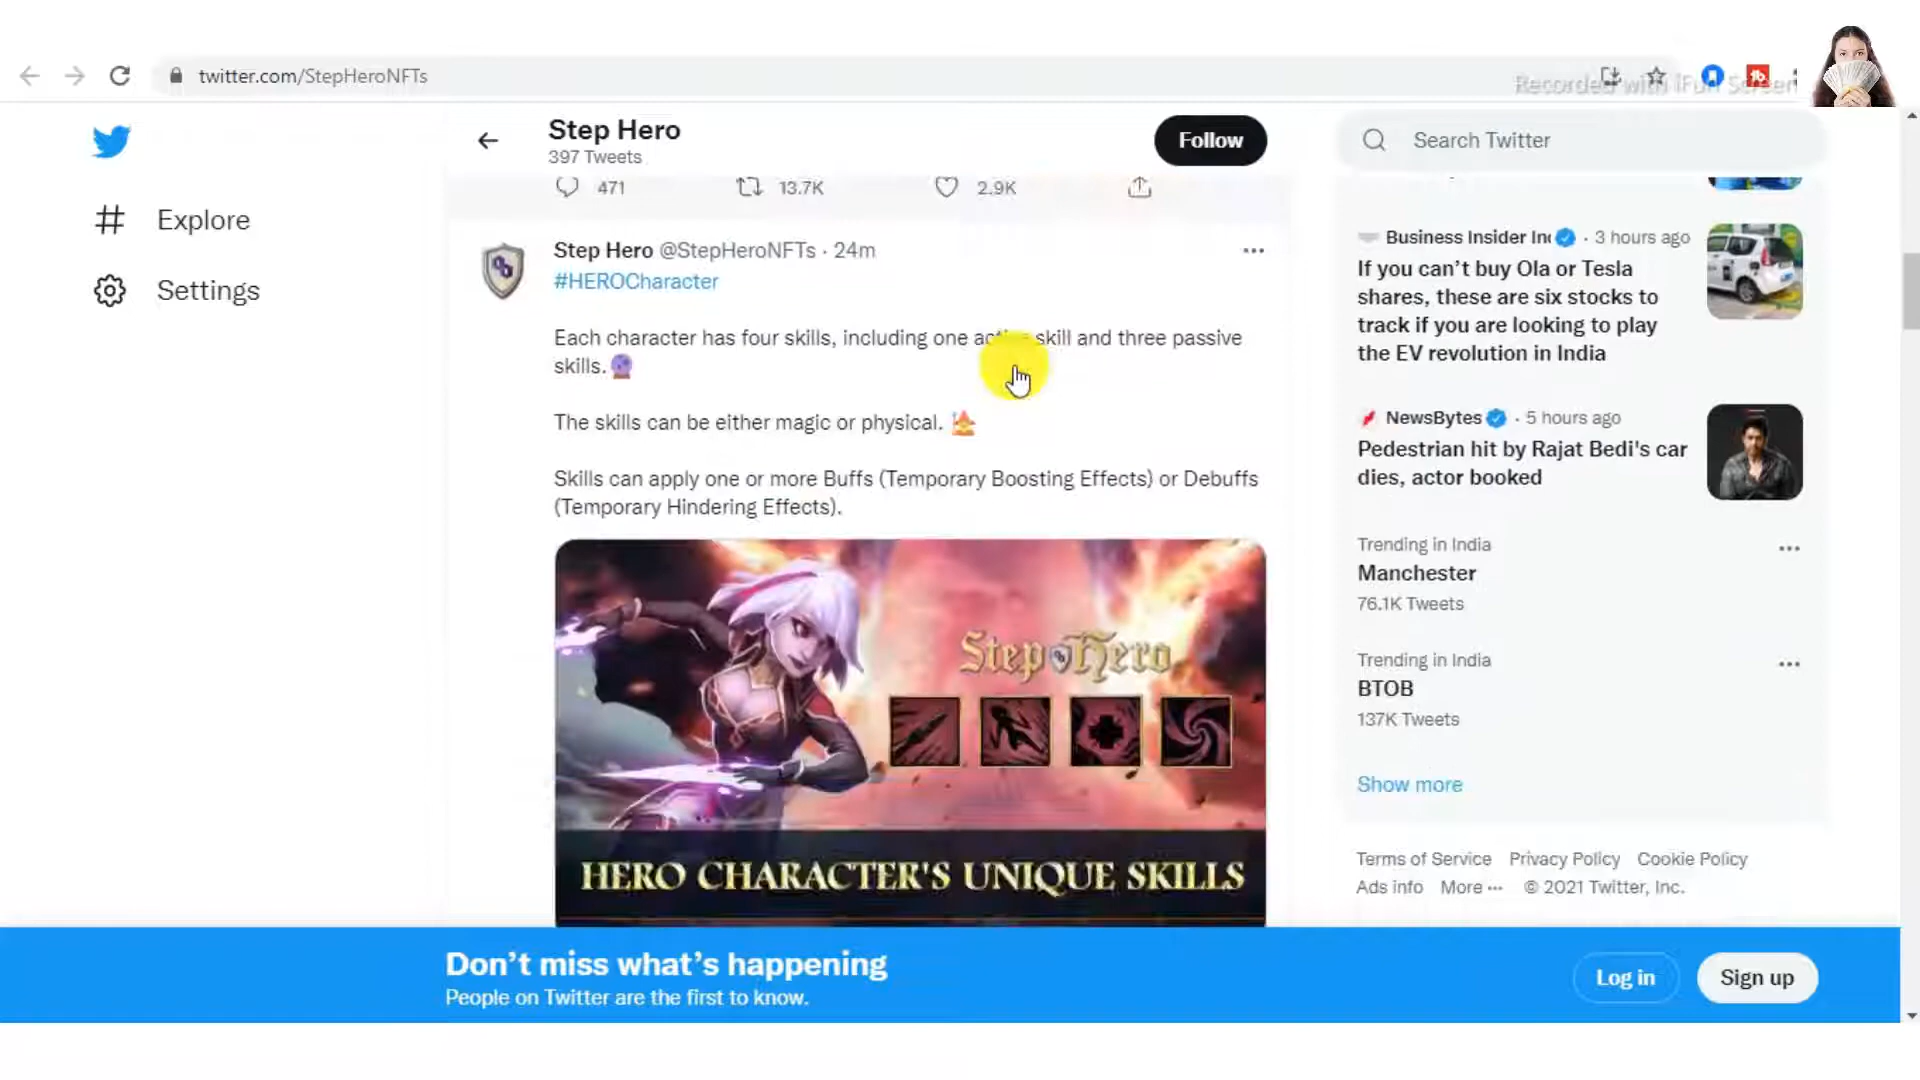 twitter.com/StepHeroNFTs
Recorded with iFun Screen
Step Hero
397 Tweets
Follow
Search Twitter
Explore
Settings
471
13.7K
2.9K
Step Hero @StepHeroNFTs · 24m
#HEROCharacter
Each character has four skills, including one active skill and three passive
skills.
The skills can be either magic or physical.
Skills can apply one or more Buffs (Temporary Boosting Effects) or Debuffs
(Temporary Hindering Effects).
Step Hero
HERO CHARACTER'S UNIQUE SKILLS
Business Insider Inc · 3 hours ago
If you can't buy Ola or Tesla
shares, these are six stocks to
track if you are looking to play
the EV revolution in India
NewsBytes · 5 hours ago
Pedestrian hit by Rajat Bedi's car
dies, actor booked
Trending in India
Manchester
76.1K Tweets
Trending in India
BTOB
137K Tweets
Show more
Terms of Service Privacy Policy Cookie Policy
Ads info More ··· © 2021 Twitter, Inc.
Don't miss what's happening
People on Twitter are the first to know.
Log in
Sign up